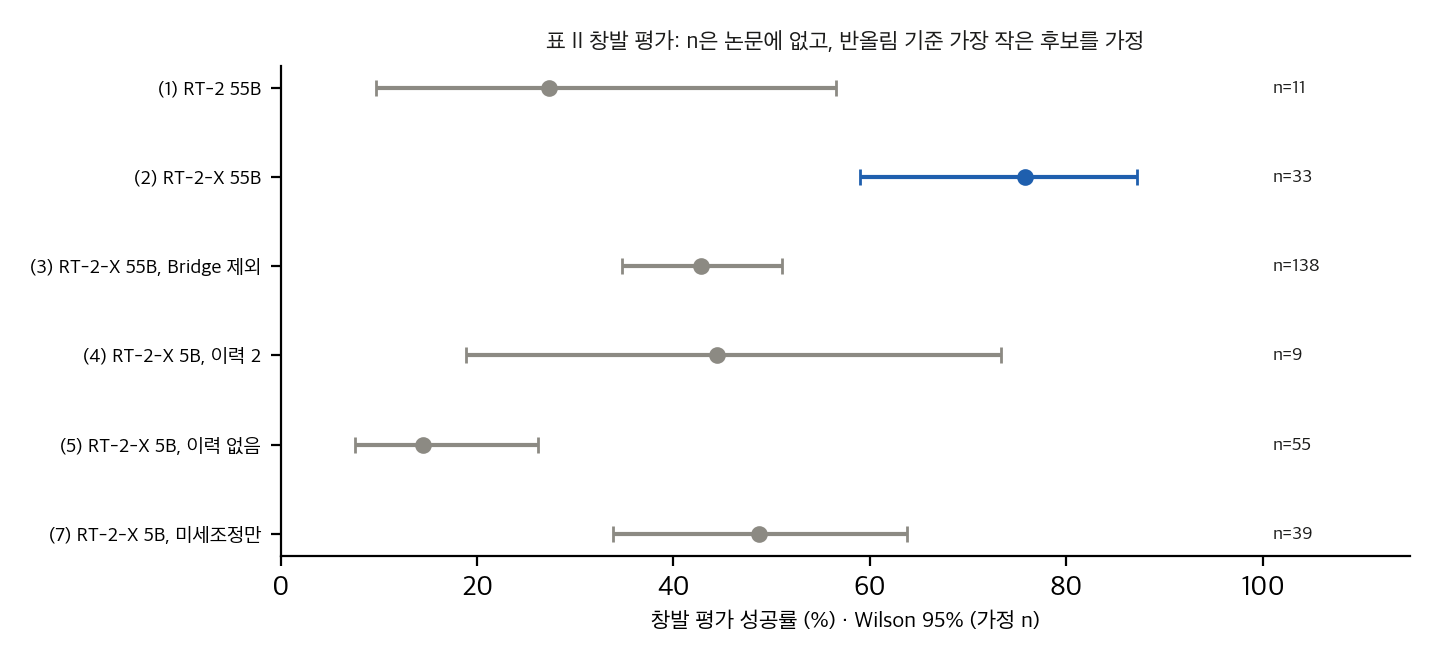 표 II 창발 평가: n은 논문에 없고, 반올림 기준 가장 작은 후보를 가정
(1) RT-2 55B
n=11
(2) RT-2-X 55B
n=33
(3) RT-2-X 55B, Bridge 제외
n=138
(4) RT-2-X 5B, 이력 2
n=9
(5) RT-2-X 5B, 이력 없음
n=55
(7) RT-2-X 5B, 미세조정만
n=39
0 20 40 60 80 100
창발 평가 성공률 (%) · Wilson 95% (가정 n)